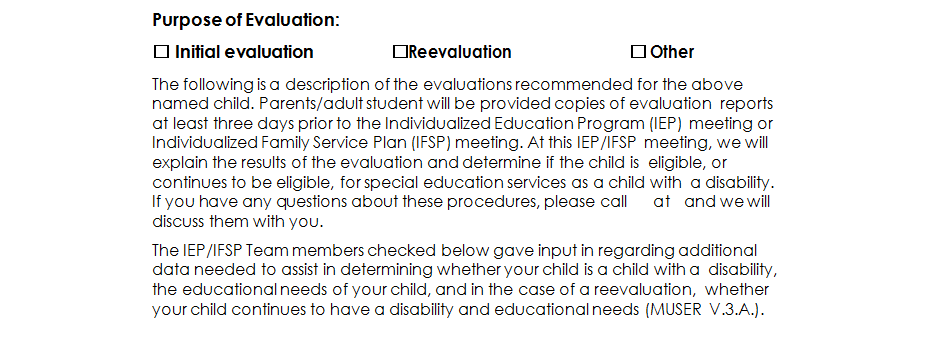 Purpose of Evaluation:
☐ Initial evaluation ☐Reevaluation ☐ Other
The following is a description of the evaluations recommended for the above
named child. Parents/adult student will be provided copies of evaluation reports
at least three days prior to the Individualized Education Program (IEP) meeting or
Individualized Family Service Plan (IFSP) meeting. At this IEP/IFSP meeting, we will
explain the results of the evaluation and determine if the child is eligible, or
continues to be eligible, for special education services as a child with a disability.
If you have any questions about these procedures, please call at and we will
discuss them with you.
The IEP/IFSP Team members checked below gave input in regarding additional
data needed to assist in determining whether your child is a child with a disability,
the educational needs of your child, and in the case of a reevaluation, whether
your child continues to have a disability and educational needs (MUSER V.3.A.).